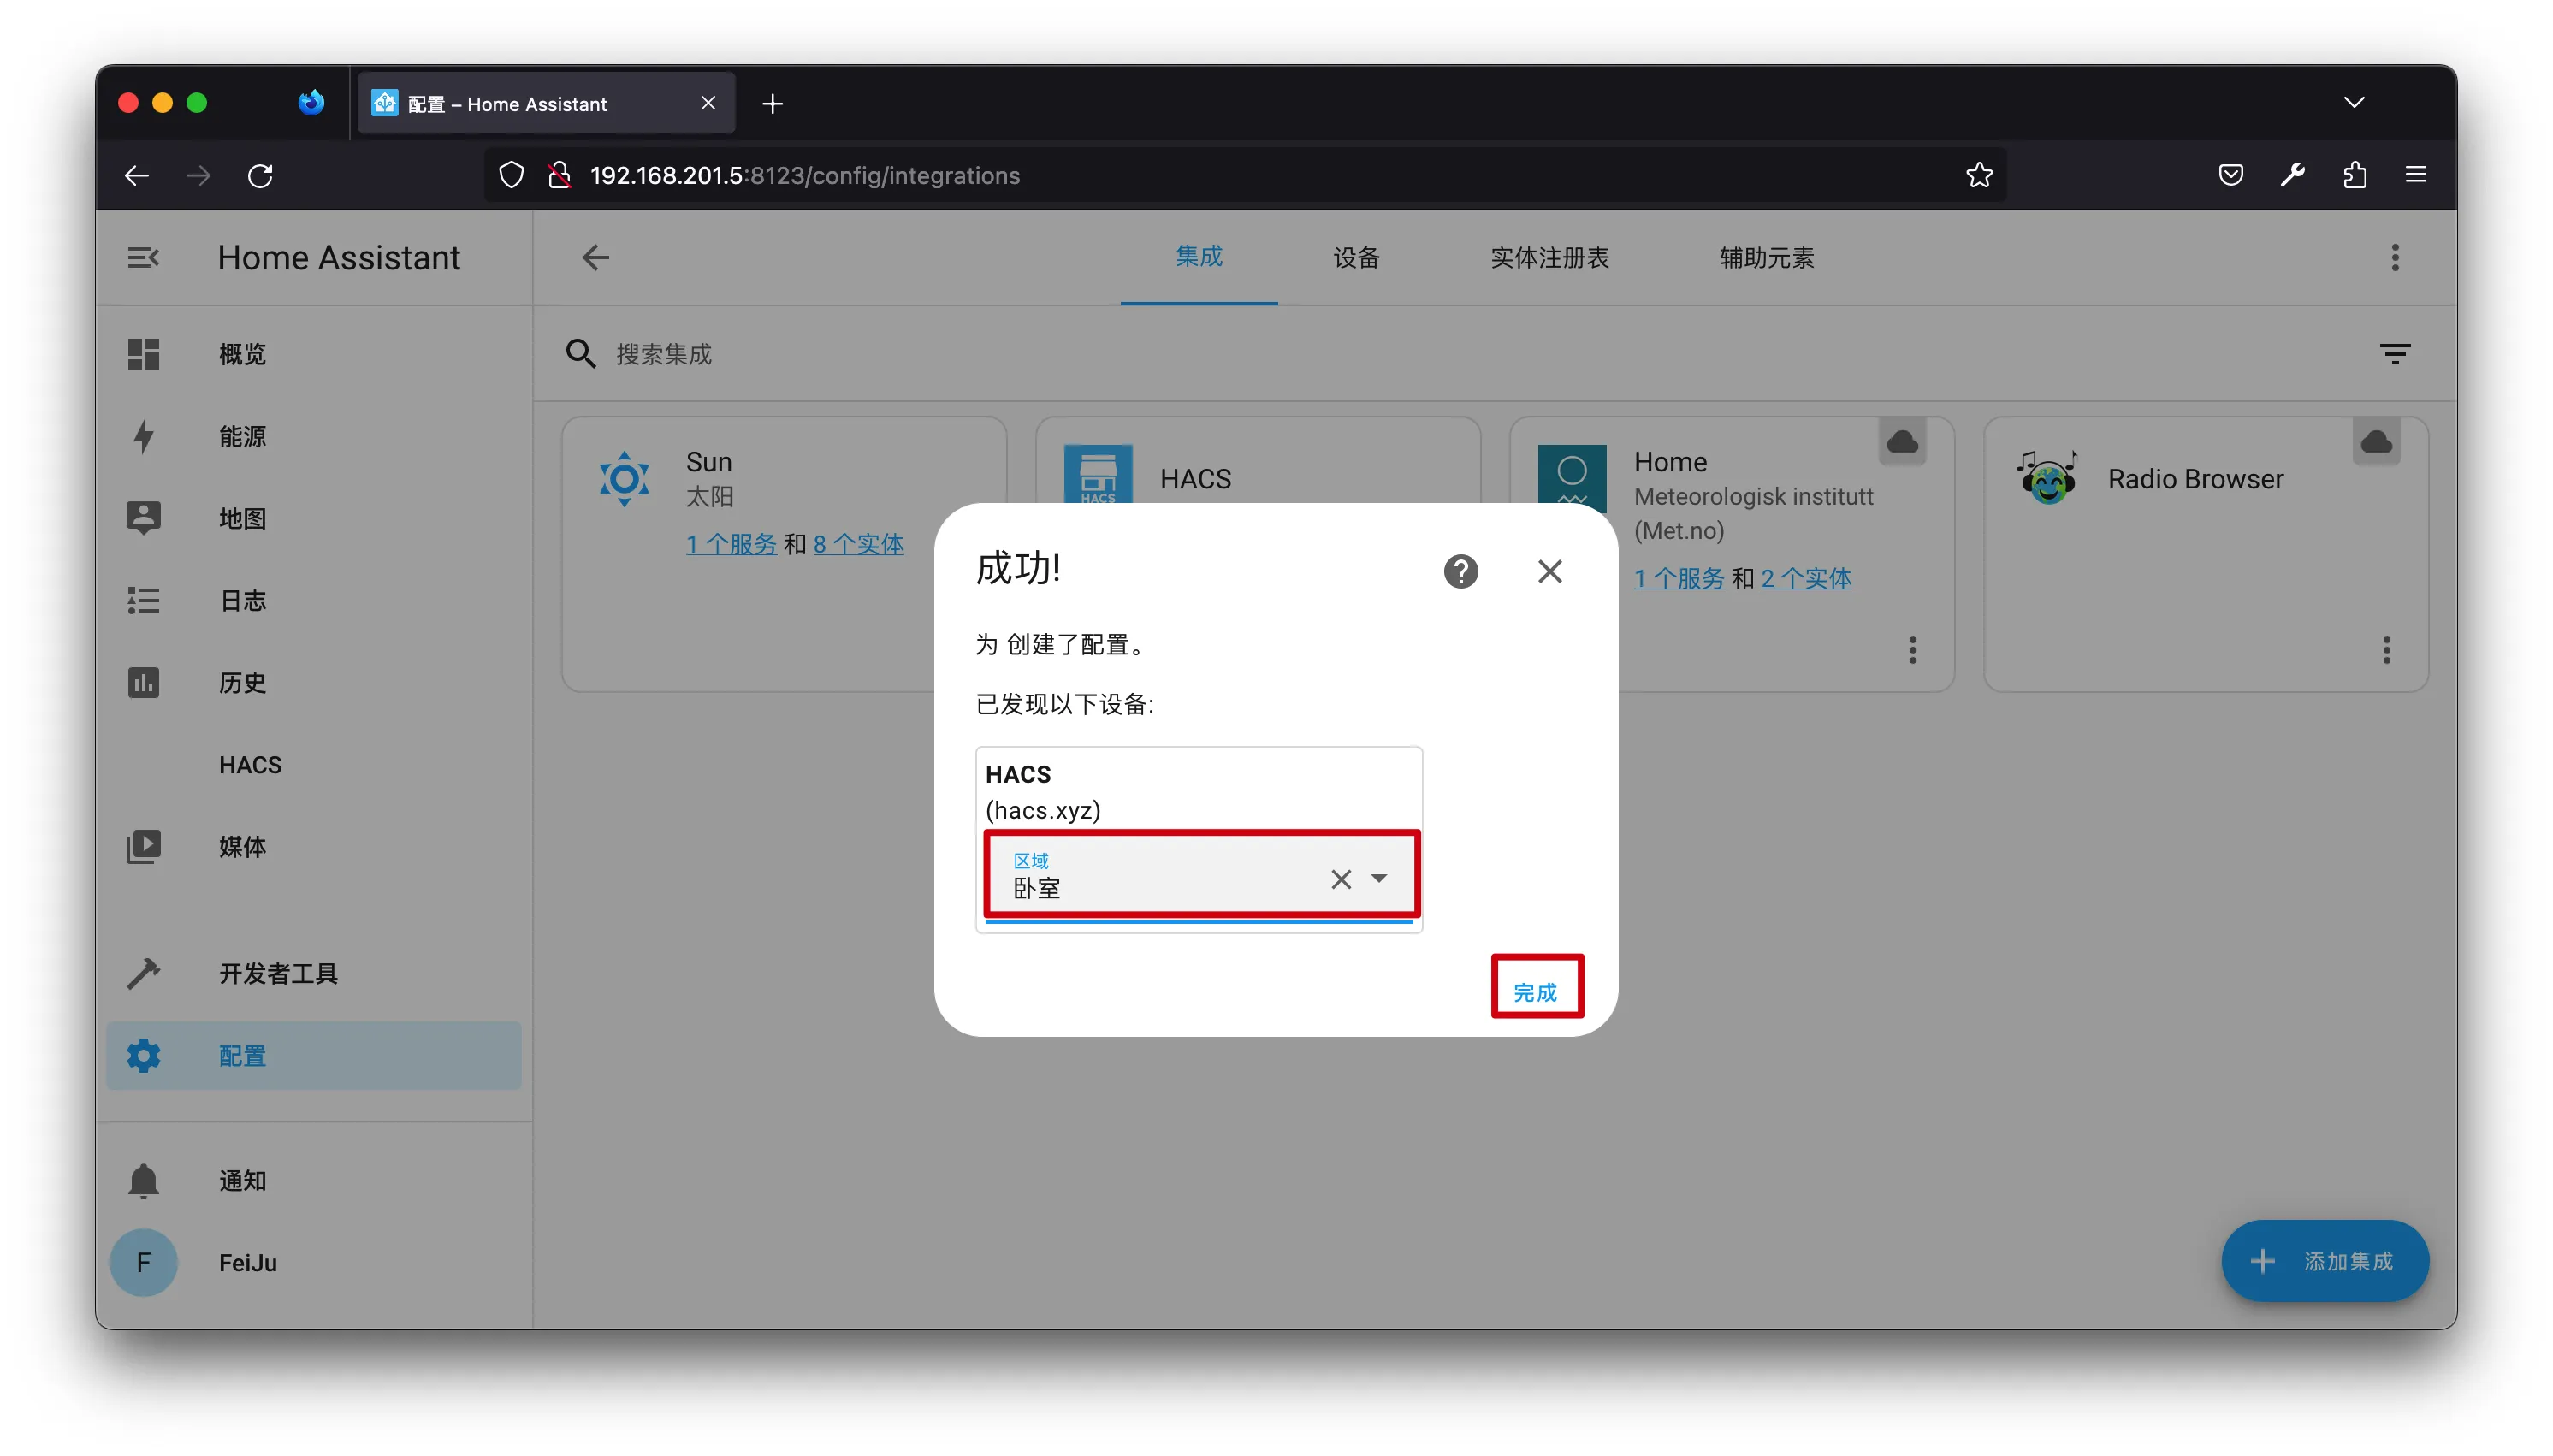 配置 – Home Assistant
192.168.201.5:8123/config/integrations
Home Assistant
集成
设备
实体注册表
辅助元素
概览
能源
地图
日志
历史
HACS
媒体
开发者工具
配置
通知
F
FeiJu
搜索集成
Sun
太阳
1 个服务 和 8 个实体
HACS
HACS
Home
Meteorologisk institutt
(Met.no)
1 个服务 和 2 个实体
Radio Browser
成功!
为 创建了配置。
已发现以下设备:
HACS
(hacs.xyz)
区域
卧室
完成
添加集成